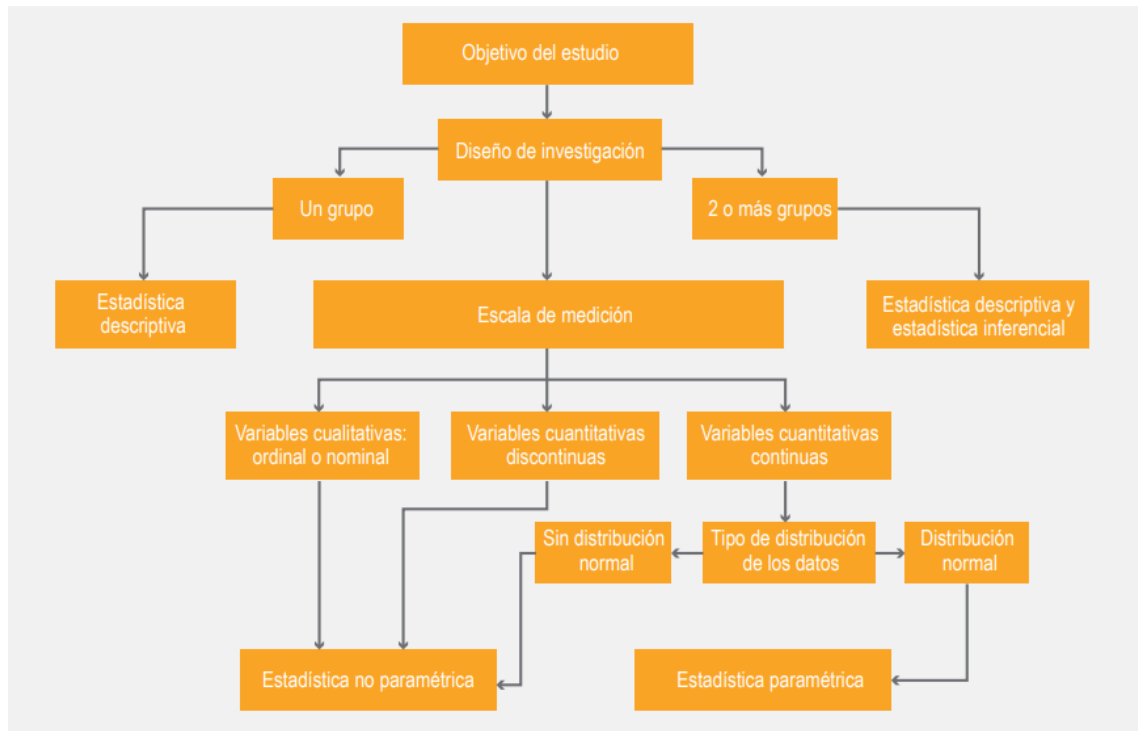 Objetivo del estudio
Diseño de investigación
Un grupo
2 o más grupos
Estadística
descriptiva
Escala de medición
Estadística descriptiva y
estadística inferencial
Variables cualitativas:
ordinal o nominal
Variables cuantitativas
discontinuas
Variables cuantitativas
continuas
Sin distribución
normal
Tipo de distribución
de los datos
Distribución
normal
Estadística no paramétrica
Estadística paramétrica